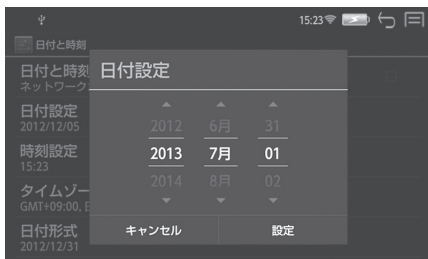 15:23
日付と時刻
日付と時刻
ネットワーク
日付設定
2012/12/05
時刻設定
15:23
タイムゾー
GMT+09:00, E
日付形式
2012/12/31
日付設定
2012 6月 31
2013 7月 01
2014 8月 02
キャンセル 設定